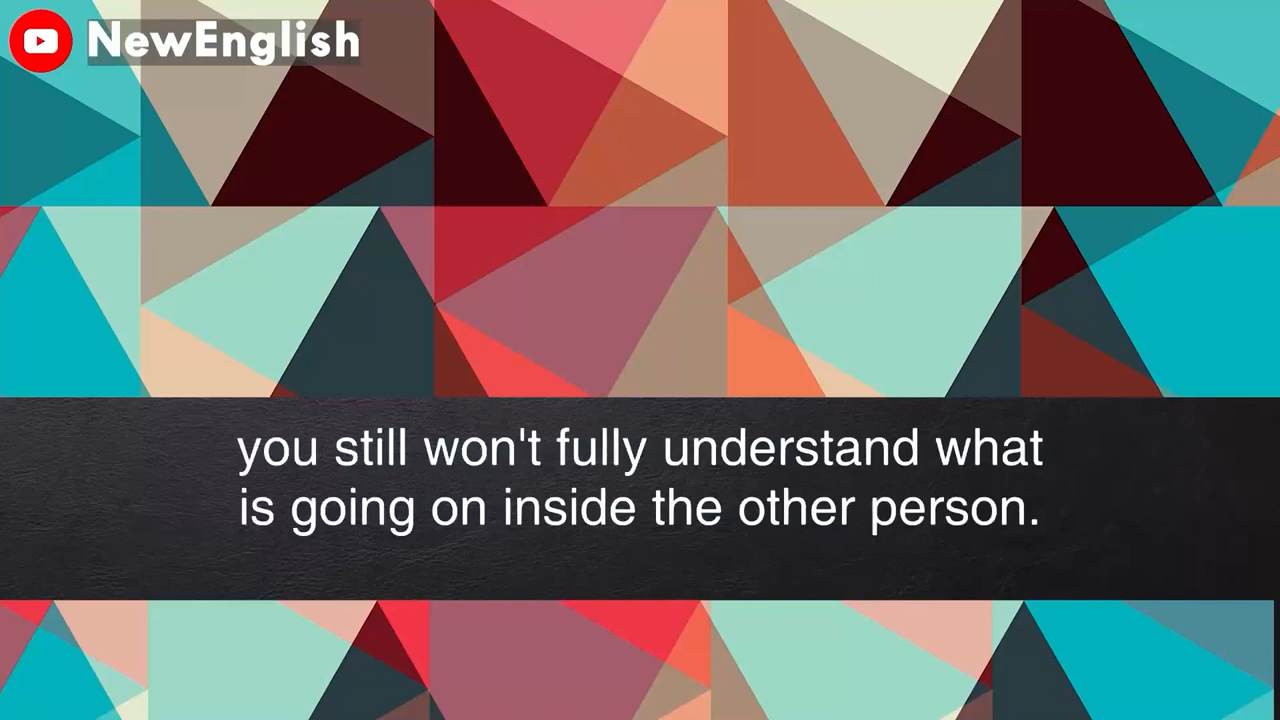 NewEnglish
you still won't fully understand what
is going on inside the other person.